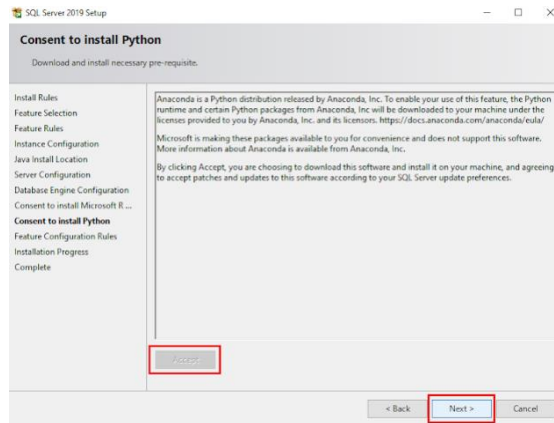 SQL Server 2019 Setup
Consent to install Python
Download and install necessary pre-requisite.
Install Rules
Feature Selection
Feature Rules
Instance Configuration
Java Install Location
Server Configuration
Database Engine Configuration
Consent to install Microsoft R ...
Consent to install Python
Feature Configuration Rules
Installation Progress
Complete
Anaconda is a Python distribution released by Anaconda, Inc. To enable your use of this feature, the Python
runtime and certain Python packages from Anaconda, Inc will be downloaded to your machine under the
licenses provided to you by Anaconda, Inc. and its licensors. https://docs.anaconda.com/anaconda/eula/
Microsoft is making these packages available to you for convenience and does not support this software.
More information about Anaconda is available from Anaconda, Inc.
By clicking Accept, you are choosing to download this software and install it on your machine, and agreeing
to accept patches and updates to this software according to your SQL Server update preferences.
Accept
< Back
Next >
Cancel